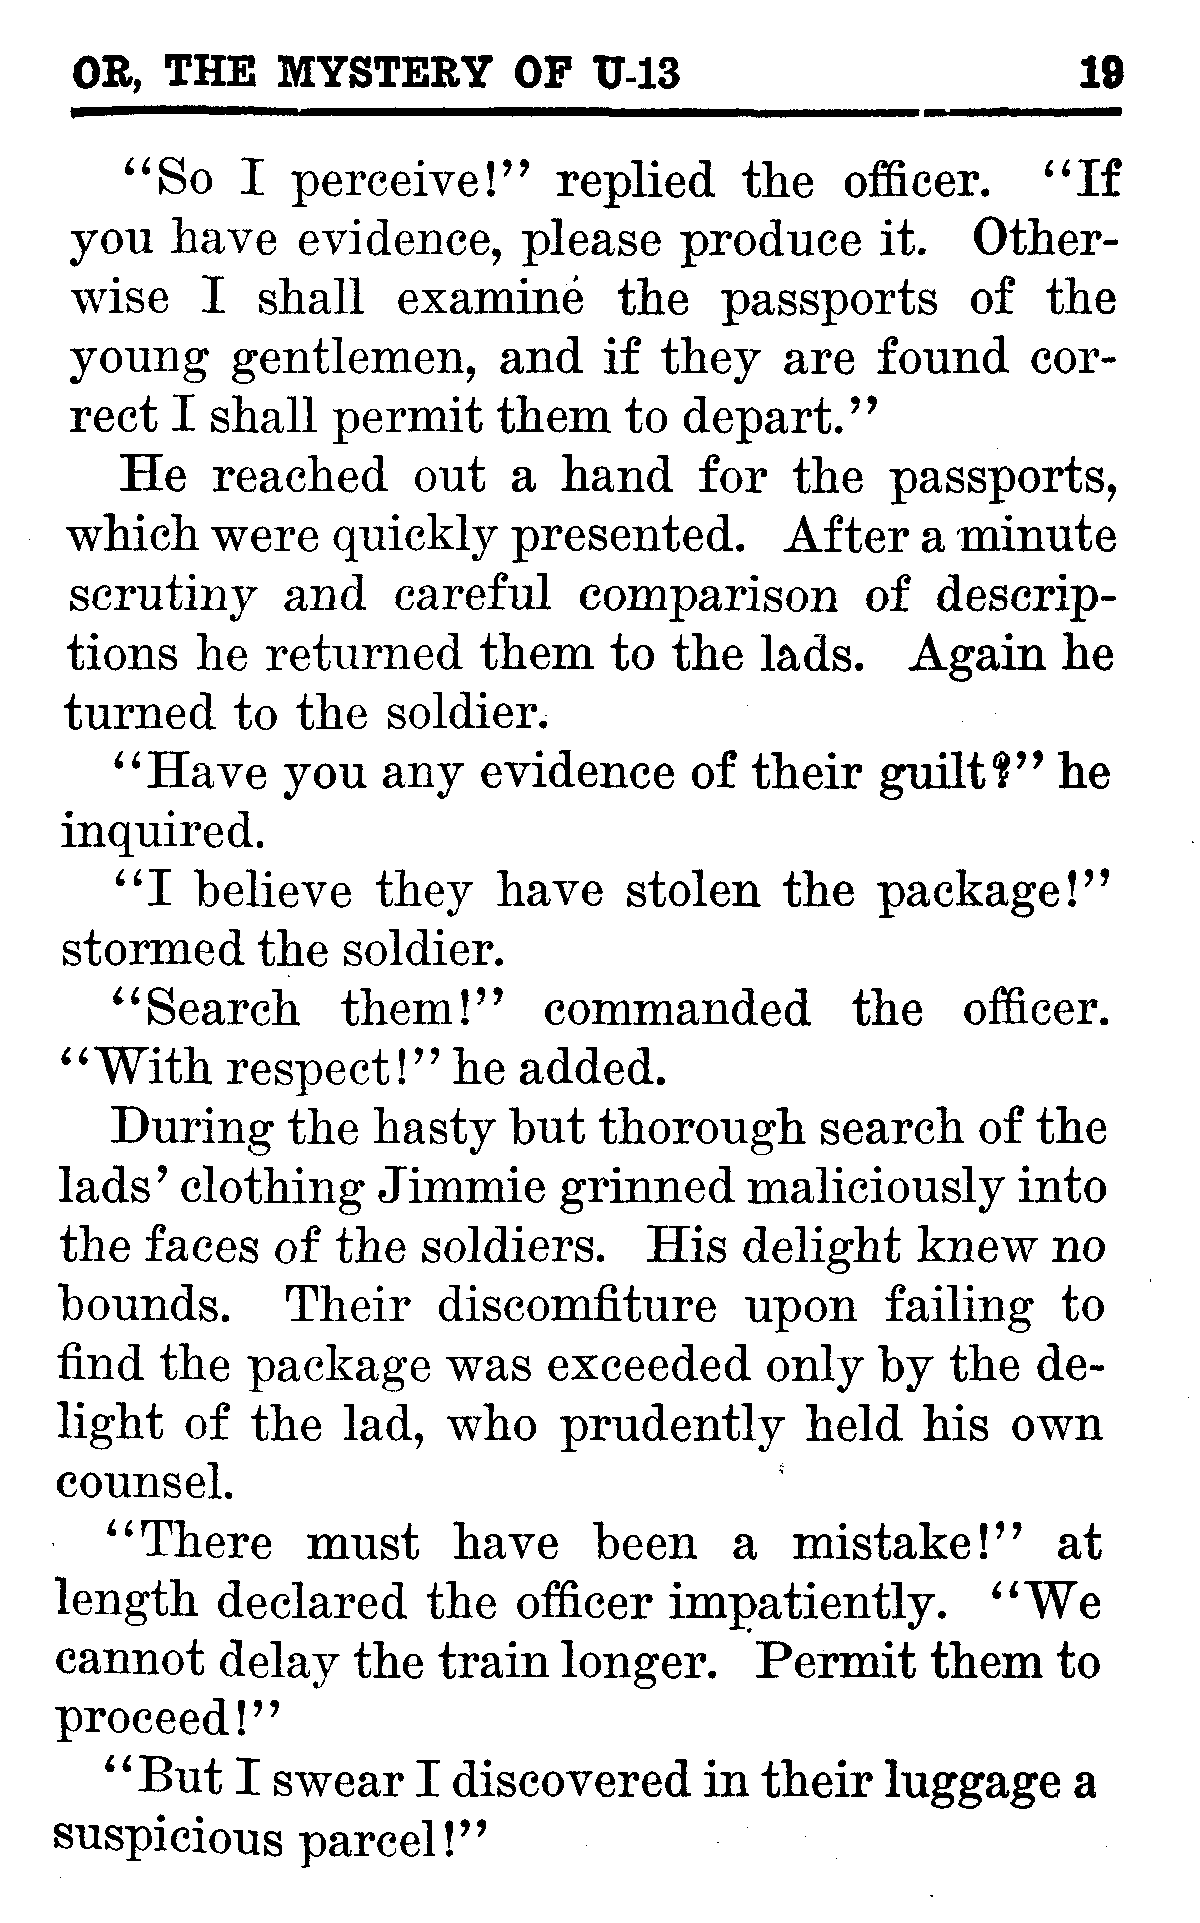 OR, THE MYSTERY OF U-13 19
“So I perceive!” replied the officer. “If
you have evidence, please produce it. Other-
wise I shall examine the passports of the
young gentlemen, and if they are found cor-
rect I shall permit them to depart.”
He reached out a hand for the passports,
which were quickly presented. After a minute
scrutiny and careful comparison of descrip-
tions he returned them to the lads. Again he
turned to the soldier.
“Have you any evidence of their guilt?” he
inquired.
“I believe they have stolen the package!”
stormed the soldier.
“Search them!” commanded the officer.
“With respect!” he added.
During the hasty but thorough search of the
lads’ clothing Jimmie grinned maliciously into
the faces of the soldiers. His delight knew no
bounds. Their discomfiture upon failing to
find the package was exceeded only by the de-
light of the lad, who prudently held his own
counsel.
“There must have been a mistake!” at
length declared the officer impatiently. “We
cannot delay the train longer. Permit them to
proceed!”
“But I swear I discovered in their luggage a
suspicious parcel!”